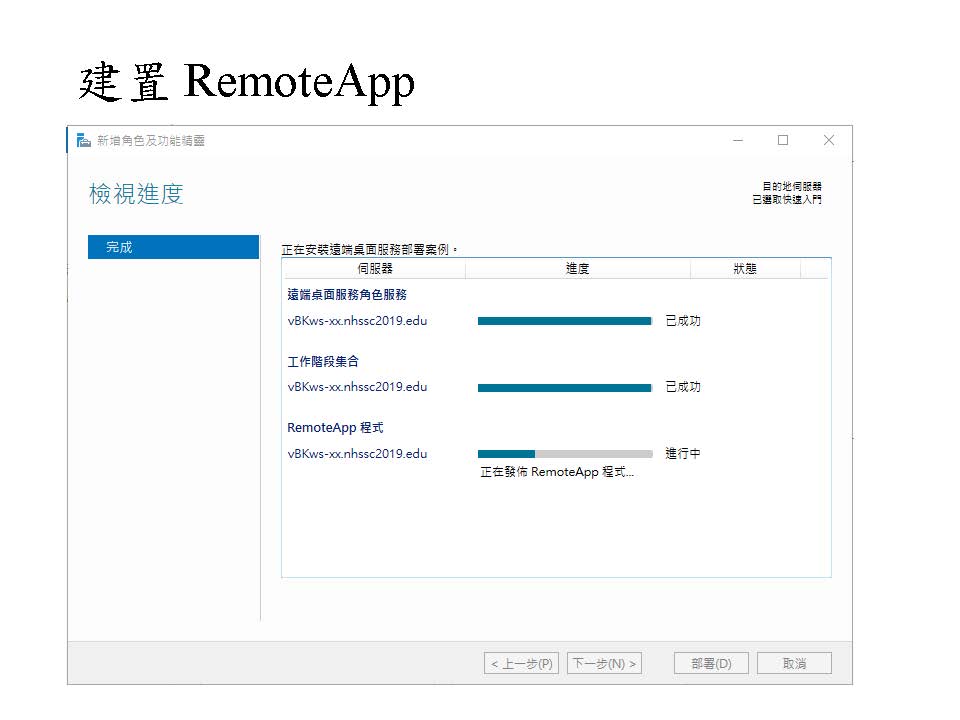 建置 RemoteApp
新增角色及功能精靈
檢視進度
目的地伺服器
已選取快速入門
完成
正在安裝遠端桌面服務部署案例。
伺服器 進度 狀態
遠端桌面服務角色服務
vBKws-xx.nhssc2019.edu 已成功
工作階段集合
vBKws-xx.nhssc2019.edu 已成功
RemoteApp 程式
vBKws-xx.nhssc2019.edu 進行中
正在發佈 RemoteApp 程式...
< 上一步(P) 下一步(N) > 部署(D) 取消